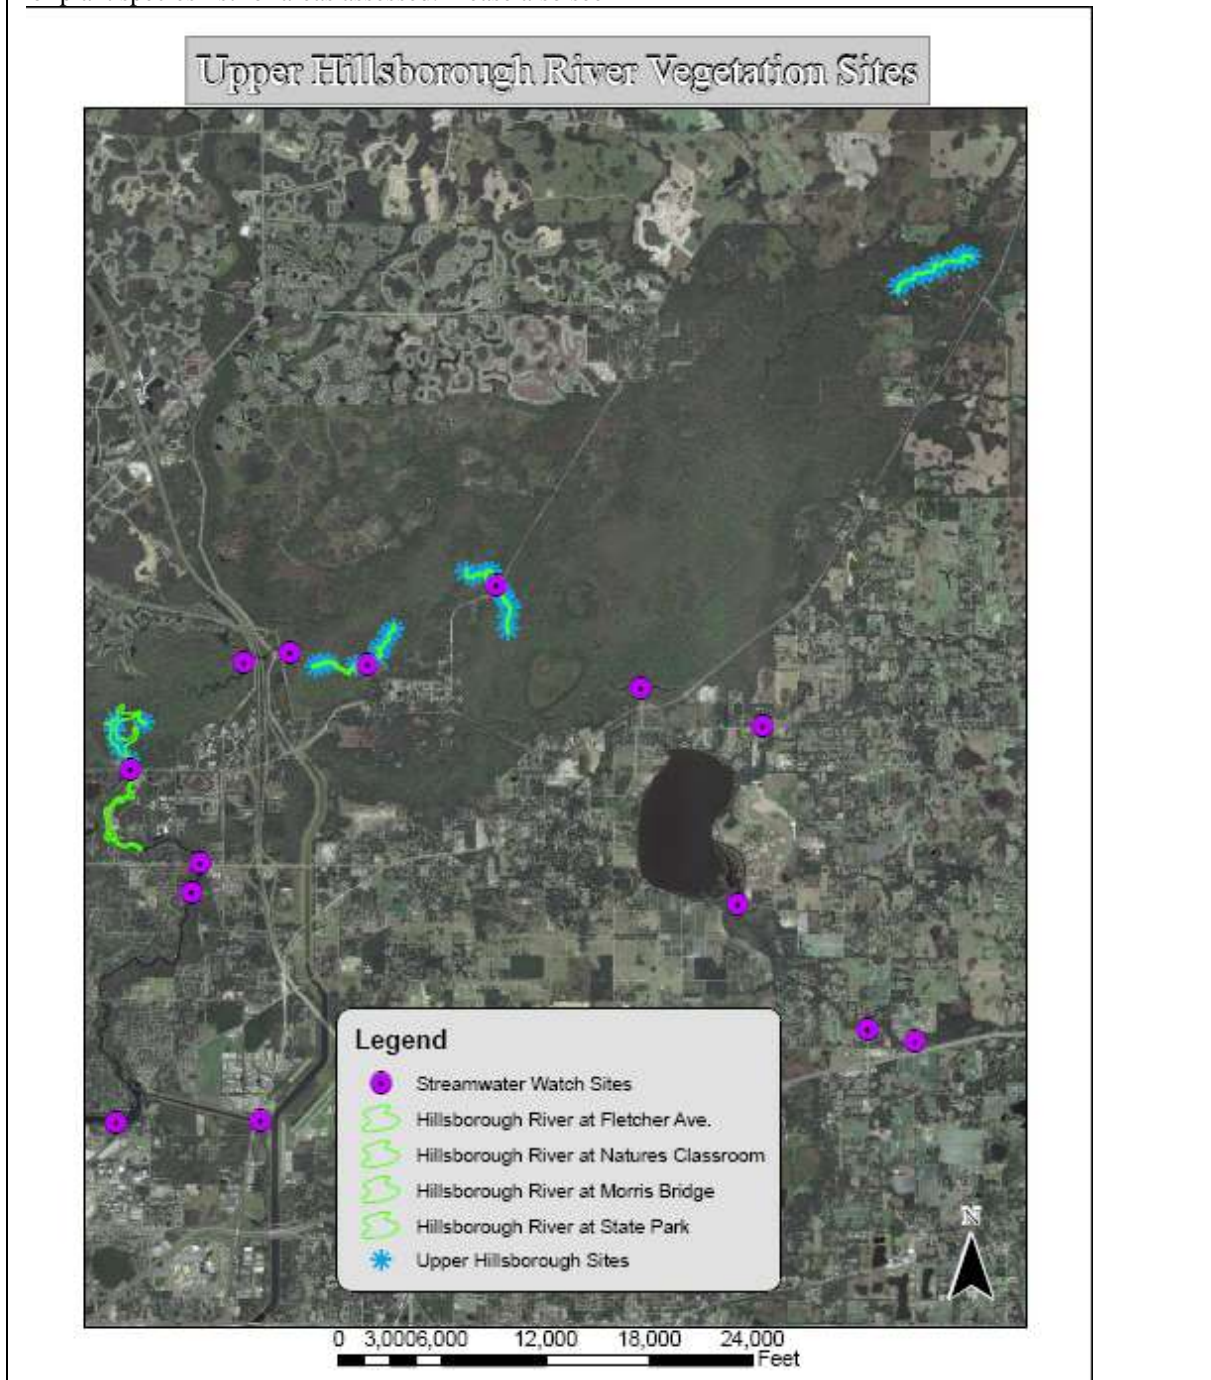 Upper Hillsborough River Vegetation Sites
Legend
Streamwater Watch Sites
Hillsborough River at Fletcher Ave.
Hillsborough River at Natures Classroom
Hillsborough River at Morris Bridge
Hillsborough River at State Park
Upper Hillsborough Sites
N
0 3,0006,000 12,000 18,000 24,000
Feet